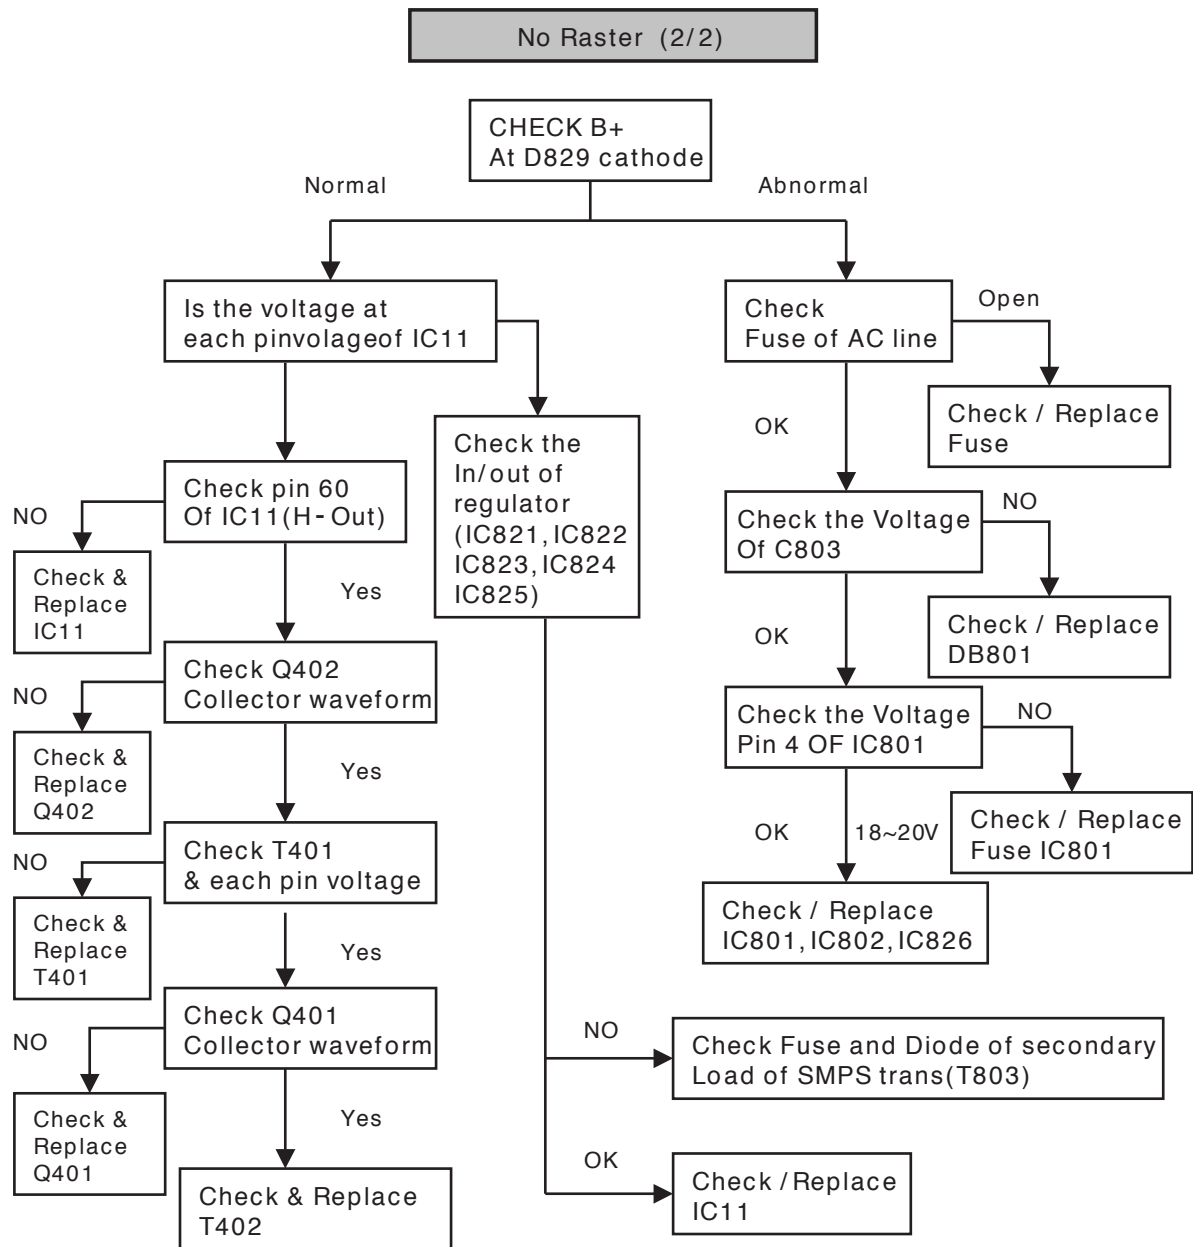 No Raster (2/2)
CHECK B+
At D829 cathode
Normal
Abnormal
Is the voltage at
each pinvolageof IC11
Check
Fuse of AC line
Open
Check / Replace
Fuse
OK
Check the
In/out of
regulator
(IC821, IC822
IC823, IC824
IC825)
Check pin 60
Of IC11(H-Out)
NO
Check &
Replace
IC11
Yes
Check the Voltage
Of C803
NO
Check / Replace
DB801
OK
Check Q402
Collector waveform
NO
Check &
Replace
Q402
Yes
Check the Voltage
Pin 4 OF IC801
NO
Check / Replace
Fuse IC801
OK
18~20V
Check / Replace
IC801, IC802, IC826
Check T401
& each pin voltage
NO
Check &
Replace
T401
Yes
Check Q401
Collector waveform
NO
Check &
Replace
Q401
Yes
Check & Replace
T402
NO
Check Fuse and Diode of secondary
Load of SMPS trans(T803)
OK
Check /Replace
IC11